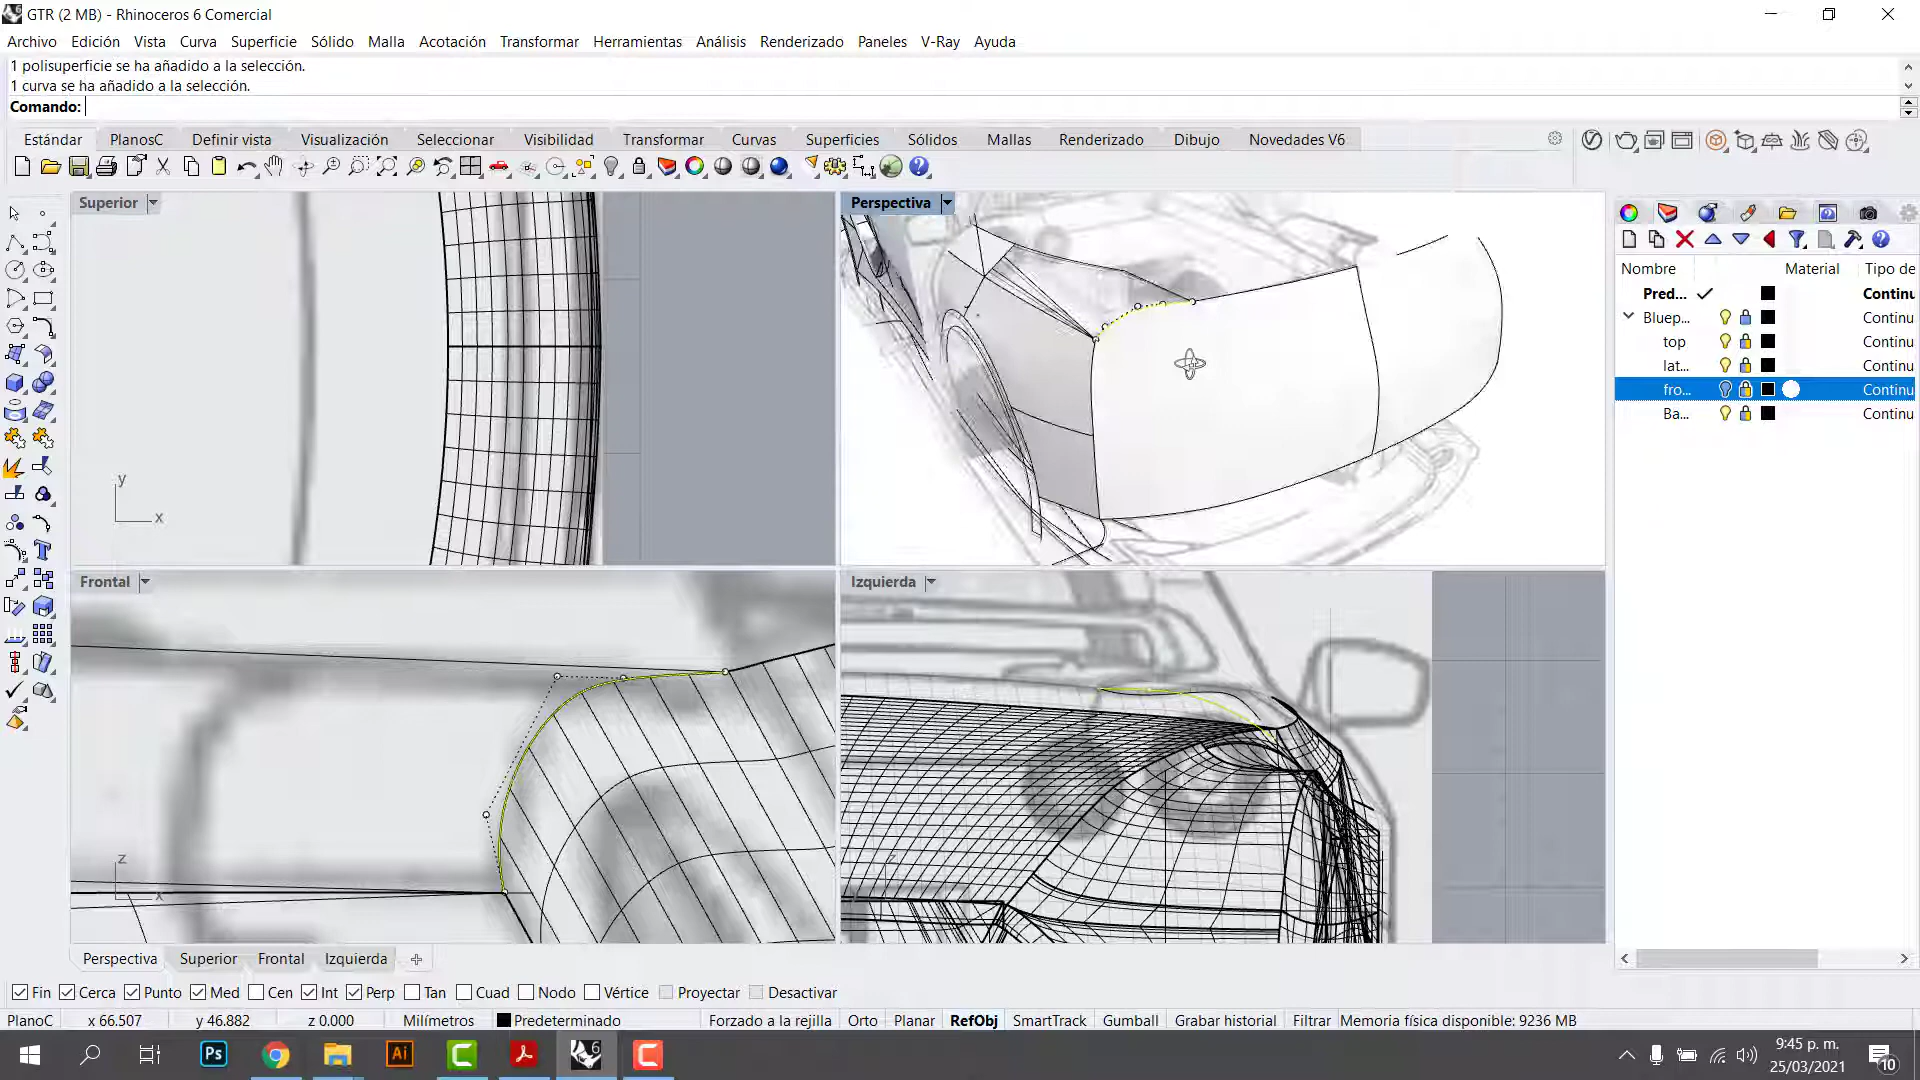 GTR (2 MB) - Rhinoceros 6 Comercial
Archivo Edición Vista Curva Superficie Sólido Malla Acotación Transformar Herramientas Análisis Renderizado Paneles V-Ray Ayuda
1 polisuperficie se ha añadido a la selección.
1 curva se ha añadido a la selección.
Comando:
Estándar PlanosC Definir vista Visualización Seleccionar Visibilidad Transformar Curvas Superficies Sólidos Mallas Renderizado Dibujo Novedades V6
Superior
Perspectiva
Nombre Material Tipo de
Pred... Continu
Bluep... Continu
top Continu
lat... Continu
fro... Continu
Ba... Continu
y
x
Frontal
Izquierda
z
x
z
Perspectiva Superior Frontal Izquierda
Fin Cerca Punto Med Cen Int Perp Tan Cuad Nodo Vértice Proyectar Desactivar
PlanoC x 66.507 y 46.882 z 0.000 Milímetros Predeterminado Forzado a la rejilla Orto Planar RefObj SmartTrack Gumball Grabar historial Filtrar Memoria física disponible: 9236 MB
Ps Ai 6 9:45 p. m.
25/03/2021
10